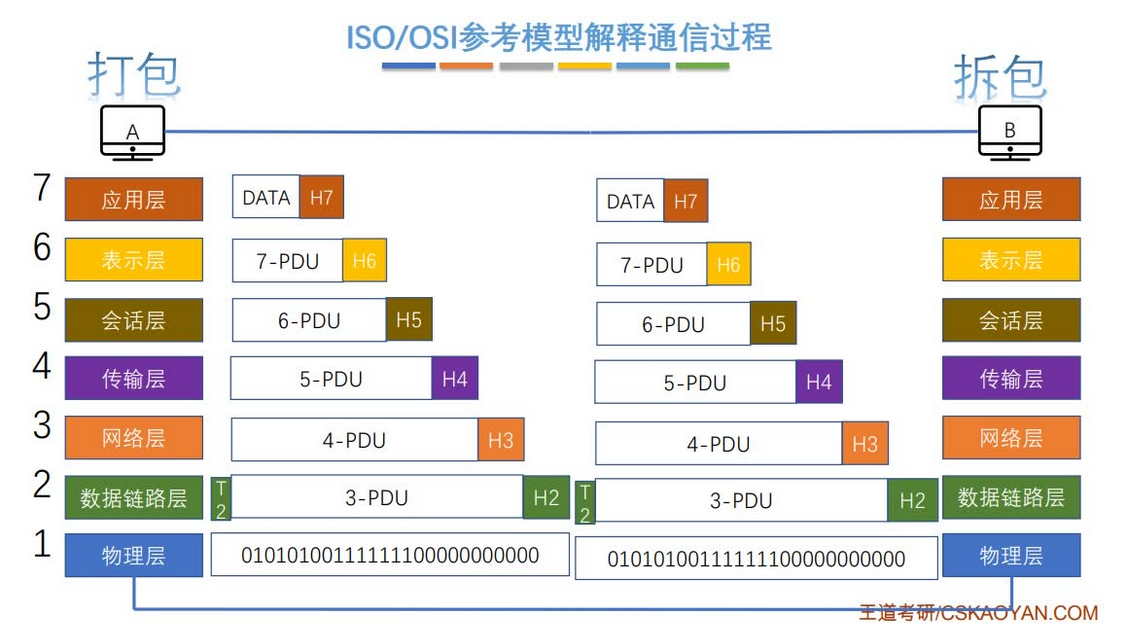 ISO/OSI参考模型解释通信过程
打包
拆包
A
B
7
应用层
DATA
H7
DATA
H7
应用层
6
表示层
7-PDU
H6
7-PDU
H6
表示层
5
会话层
6-PDU
H5
6-PDU
H5
会话层
4
传输层
5-PDU
H4
5-PDU
H4
传输层
3
网络层
4-PDU
H3
4-PDU
H3
网络层
2
数据链路层
T
2
3-PDU
H2
T
2
3-PDU
H2
数据链路层
1
物理层
物理层
王道考研/CSKAOYAN.COM